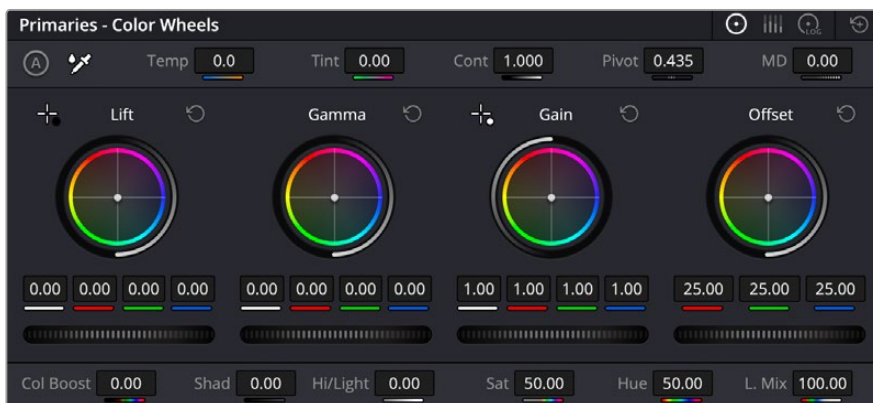 Primaries - Color Wheels
LOG
A Temp 0.0 Tint 0.00 Cont 1.000 Pivot 0.435 MD 0.00
Lift Gamma Gain Offset
0.00 0.00 0.00 0.00 0.00 0.00 0.00 0.00 1.00 1.00 1.00 1.00 25.00 25.00 25.00
Col Boost 0.00 Shad 0.00 Hi/Light 0.00 Sat 50.00 Hue 50.00 L. Mix 100.00